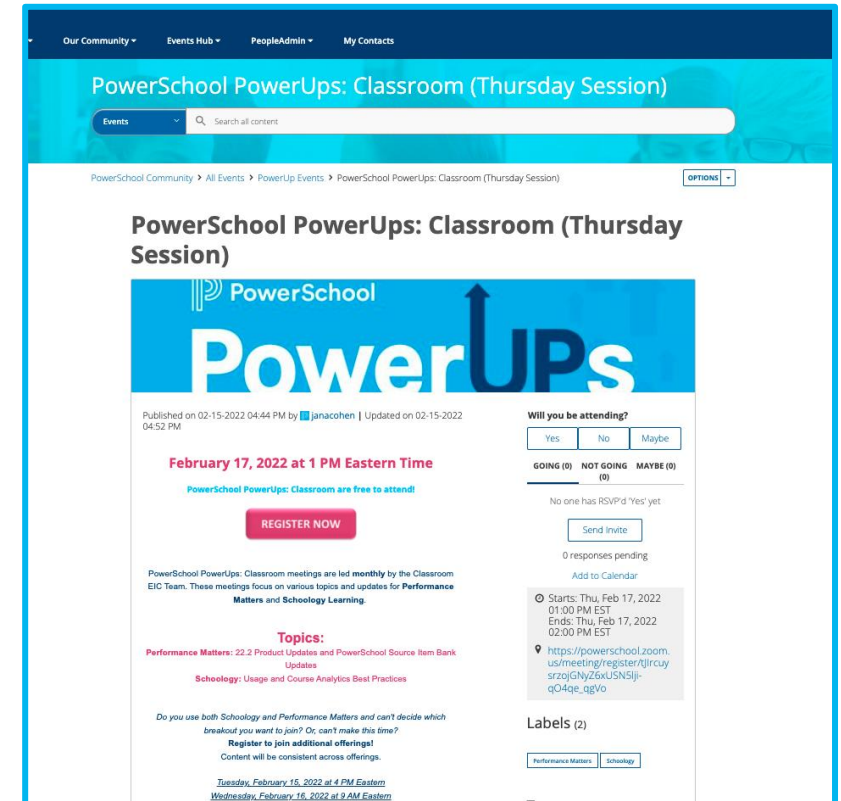 Our Community Events Hub PeopleAdmin My Contacts
PowerSchool PowerUps: Classroom (Thursday Session)
Events Search all content
PowerSchool Community > All Events > PowerUp Events > PowerSchool PowerUps: Classroom (Thursday Session)
OPTIONS
PowerSchool PowerUps: Classroom (Thursday
Session)
PowerSchool
PowerUPs
Published on 02-15-2022 04:44 PM by janacohen | Updated on 02-15-2022
04:52 PM
February 17, 2022 at 1 PM Eastern Time
PowerSchool PowerUps: Classroom are free to attend!
REGISTER NOW
PowerSchool PowerUps: Classroom meetings are led monthly by the Classroom
EIC Team. These meetings focus on various topics and updates for Performance
Matters and Schoology Learning.
Topics:
Performance Matters: 22.2 Product Updates and PowerSchool Source Item Bank
Updates
Schoology: Usage and Course Analytics Best Practices
Do you use both Schoology and Performance Matters and can't decide which
breakout you want to join? Or, can't make this time?
Register to join additional offerings!
Content will be consistent across offerings.
Tuesday, February 15, 2022 at 4 PM Eastern
Wednesday, February 16, 2022 at 9 AM Eastern
Will you be attending?
Yes No Maybe
GOING (0) NOT GOING (0) MAYBE (0)
No one has RSVP'd 'Yes' yet
Send Invite
0 responses pending
Add to Calendar
Starts: Thu, Feb 17, 2022
01:00 PM EST
Ends: Thu, Feb 17, 2022
02:00 PM EST
https://powerschool.zoom.
us/meeting/register/tJIrcuy
srzojGNyZ6xUSN5lji-
qO4qe_qgVo
Labels (2)
Performance Matters Schoology